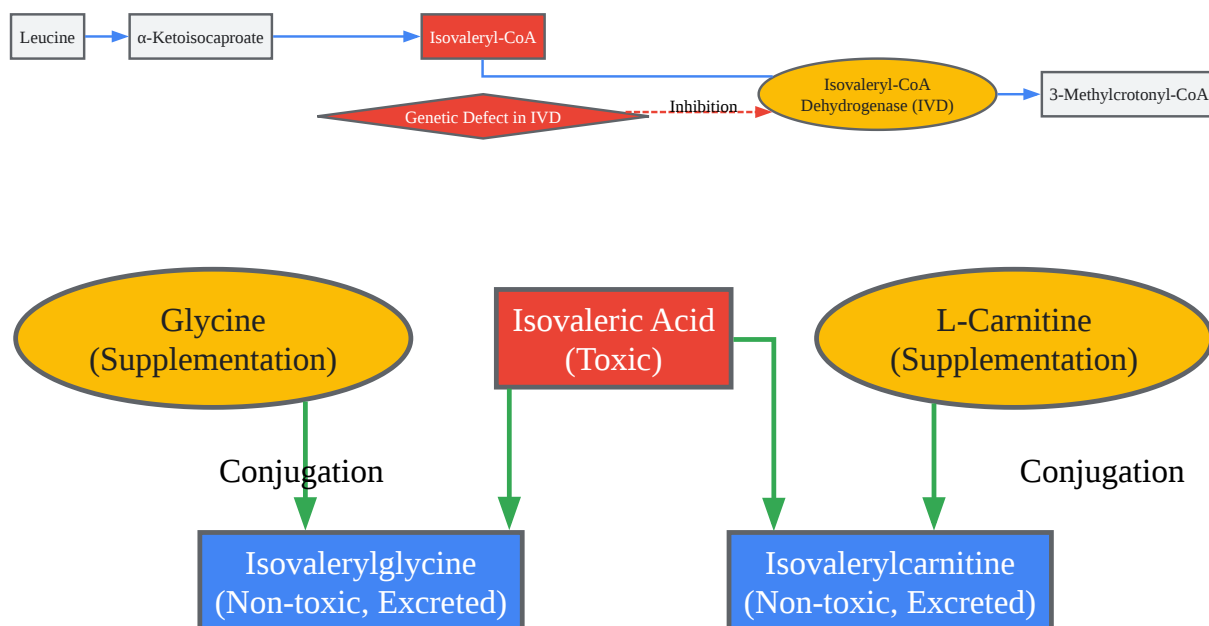 Leucine
α-Ketoisocaproate
Isovaleryl-CoA
Isovaleryl-CoA
Dehydrogenase (IVD)
3-Methylcrotonyl-CoA
Genetic Defect in IVD
Inhibition
Glycine
(Supplementation)
Isovaleric Acid
(Toxic)
L-Carnitine
(Supplementation)
Conjugation
Conjugation
Isovalerylglycine
(Non-toxic, Excreted)
Isovalerylcarnitine
(Non-toxic, Excreted)